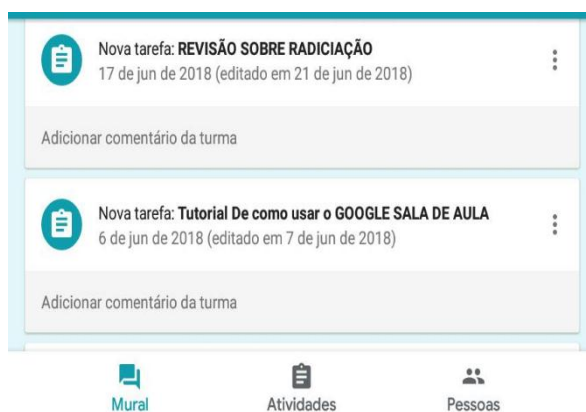 Nova tarefa: REVISÃO SOBRE RADICIAÇÃO
17 de jun de 2018 (editado em 21 de jun de 2018)
Adicionar comentário da turma
Nova tarefa: Tutorial De como usar o GOOGLE SALA DE AULA
6 de jun de 2018 (editado em 7 de jun de 2018)
Adicionar comentário da turma
Mural Atividades Pessoas